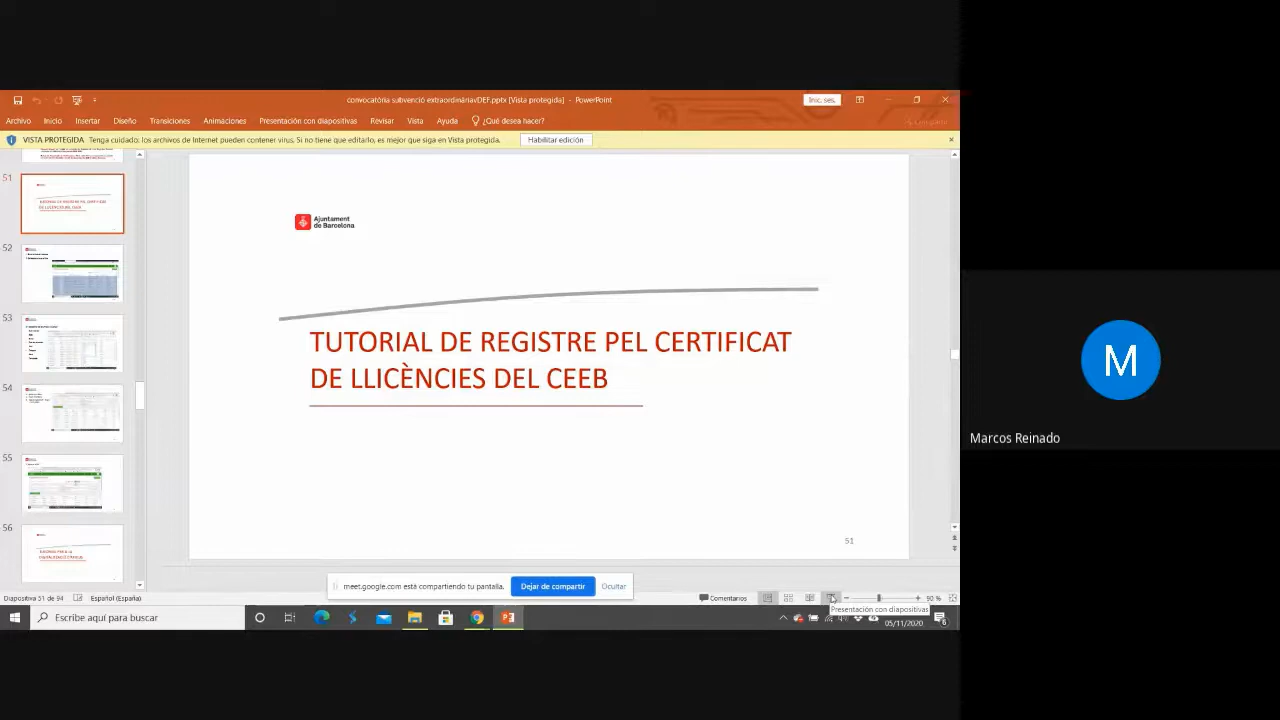 convocatòria subvenció extraordinàriavDEF.pptx [Vista protegida] - PowerPoint
Inic. ses.
Archivo Inicio Insertar Diseño Transiciones Animaciones Presentación con diapositivas Revisar Vista Ayuda ¿Qué desea hacer? Compartir
VISTA PROTEGIDA Tenga cuidado: los archivos de Internet pueden contener virus. Si no tiene que editarlo, es mejor que siga en Vista protegida. Habilitar edición
51
52
53
54
55
56
Ajuntament
de Barcelona
TUTORIAL DE REGISTRE PEL CERTIFICAT
DE LLICÈNCIES DEL CEEB
51
Marcos Reinado
M
meet.google.com está compartiendo tu pantalla. Dejar de compartir Ocultar
Diapositiva 51 de 94 Español (España) Comentarios 90 %
Presentación con diapositivas
Escribe aquí para buscar
05/11/2020